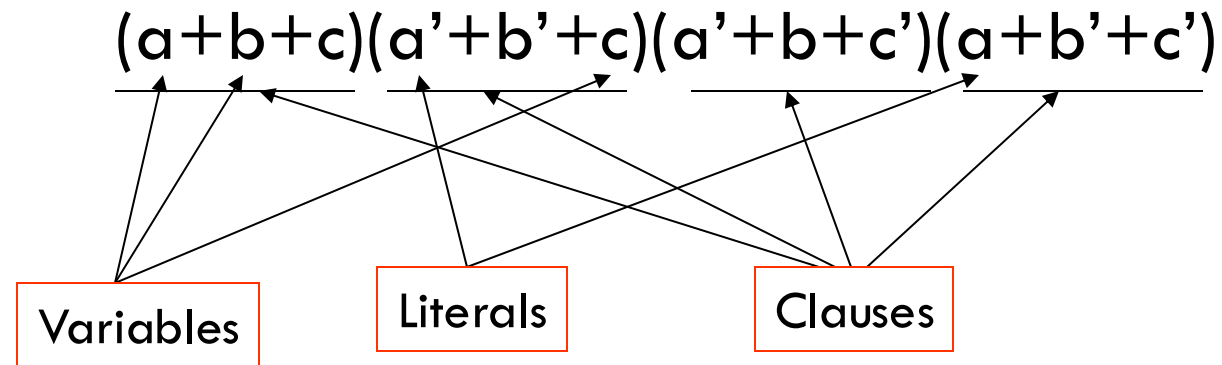 (a+b+c)(a’+b’+c)(a’+b+c’)(a+b’+c’)
Variables
Literals
Clauses